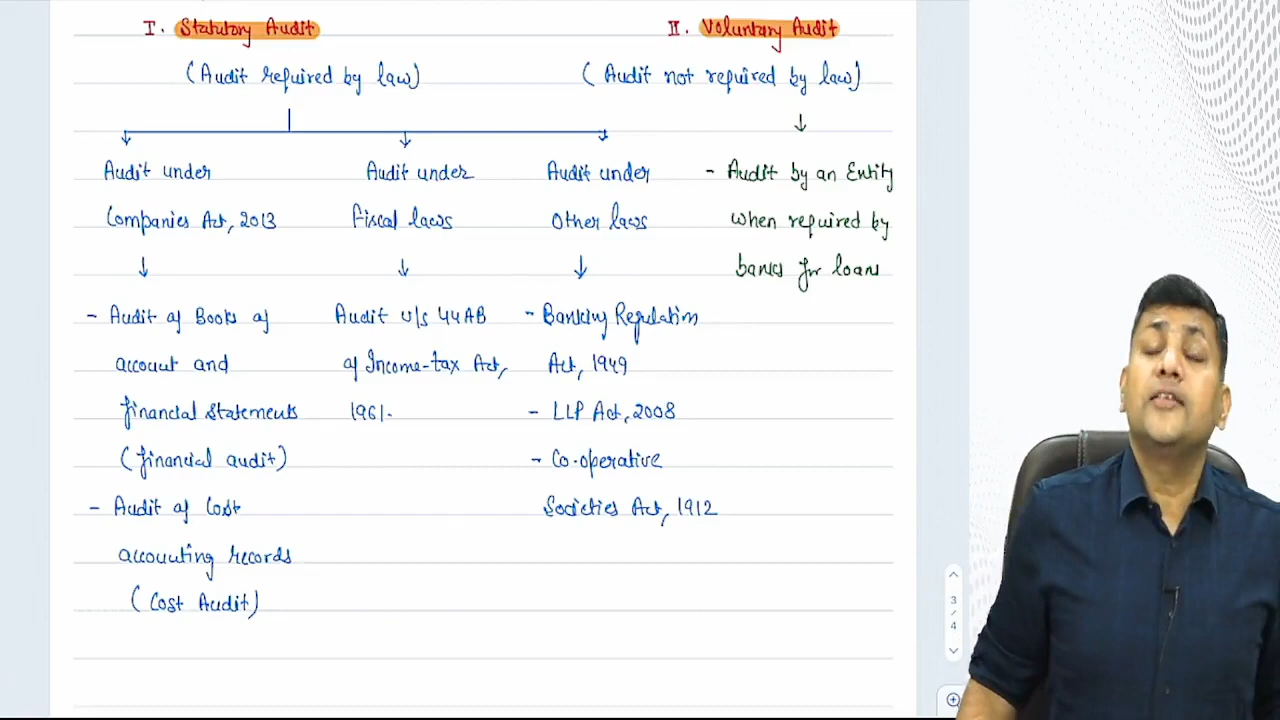 I. Statutory Audit
(Audit required by law)
Audit under
Companies Act, 2013
- Audit of Books of
account and
financial statements
(financial audit)
- Audit of Cost
accounting records
(Cost Audit)
Audit under
Fiscal laws
Audit u/s 44AB
of Income-tax Act,
1961.
Audit under
Other laws
- Banking Regulation
Act, 1949
- LLP Act, 2008
- Co-operative
Societies Act, 1912
II. Voluntary Audit
(Audit not required by law)
- Audit by an Entity
when required by
banks for loans
3
/
4